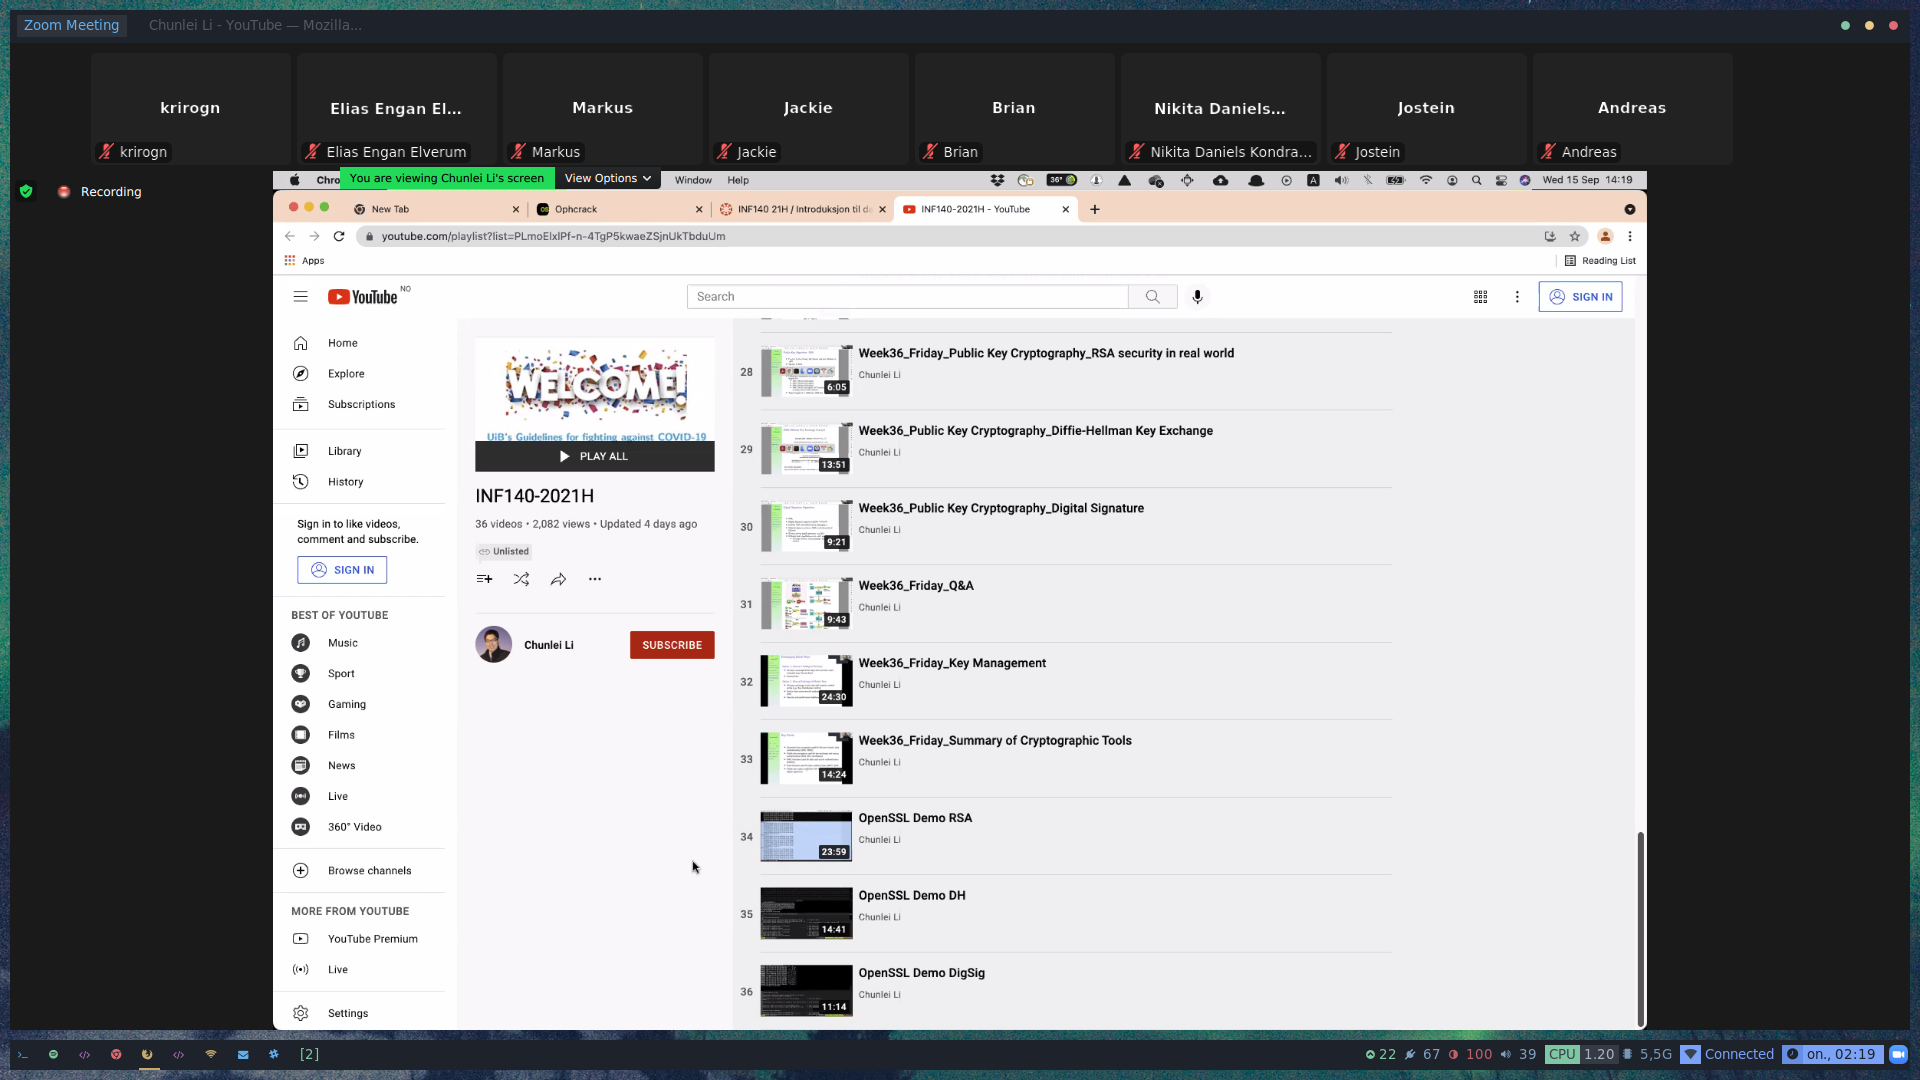 Zoom Meeting
Chunlei Li - YouTube — Mozilla...
krirogn
Elias Engan El...
Markus
Jackie
Brian
Nikita Daniels...
Jostein
Andreas
krirogn
Elias Engan Elverum
Markus
Jackie
Brian
Nikita Daniels Kondra...
Jostein
Andreas
Recording
Chro
You are viewing Chunlei Li's screen
View Options
Window
Help
36°
A
Wed 15 Sep 14:19
New Tab
Ophcrack
INF140 21H / Introduksjon til da
INF140-2021H - YouTube
youtube.com/playlist?list=PLmoElxIPf-n-4TgP5kwaeZSjnUkTbduUm
Apps
Reading List
YouTube NO
Search
SIGN IN
Home
Explore
Subscriptions
Library
History
Sign in to like videos,
comment and subscribe.
SIGN IN
BEST OF YOUTUBE
Music
Sport
Gaming
Films
News
Live
360° Video
Browse channels
MORE FROM YOUTUBE
YouTube Premium
Live
Settings
WELCOME!
UiB's Guidelines for fighting against COVID-19
PLAY ALL
INF140-2021H
36 videos • 2,082 views • Updated 4 days ago
Unlisted
Chunlei Li
SUBSCRIBE
28
6:05
Week36_Friday_Public Key Cryptography_RSA security in real world
Chunlei Li
29
13:51
Week36_Public Key Cryptography_Diffie-Hellman Key Exchange
Chunlei Li
30
9:21
Week36_Public Key Cryptography_Digital Signature
Chunlei Li
31
9:43
Week36_Friday_Q&A
Chunlei Li
32
24:30
Week36_Friday_Key Management
Chunlei Li
33
14:24
Week36_Friday_Summary of Cryptographic Tools
Chunlei Li
34
23:59
OpenSSL Demo RSA
Chunlei Li
35
14:41
OpenSSL Demo DH
Chunlei Li
36
11:14
OpenSSL Demo DigSig
Chunlei Li
[2]
22
67
100
39
CPU 1.20
5,5G
Connected
on., 02:19